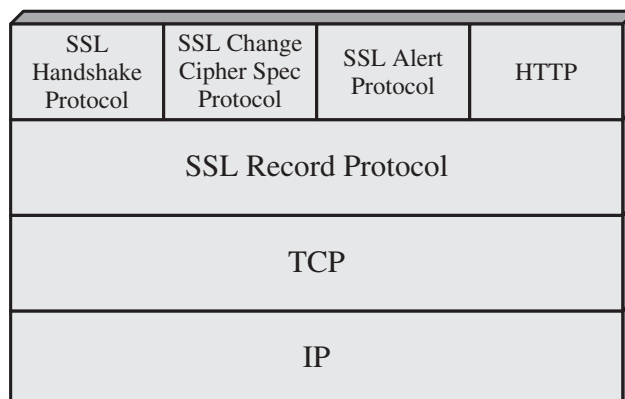 SSL
Handshake
Protocol
SSL Change
Cipher Spec
Protocol
SSL Alert
Protocol
HTTP
SSL Record Protocol
TCP
IP